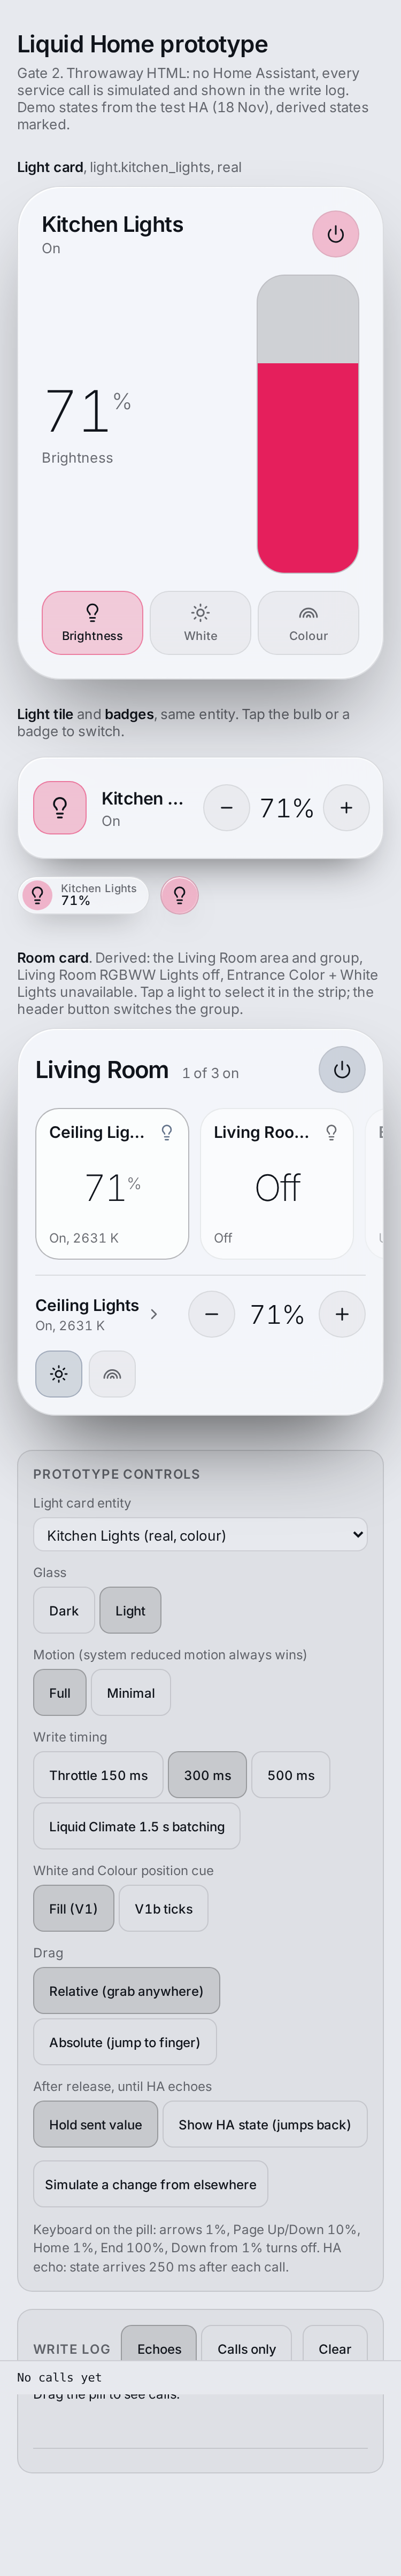 Liquid Home prototype
Gate 2. Throwaway HTML: no Home Assistant, every
service call is simulated and shown in the write log.
Demo states from the test HA (18 Nov), derived states
marked.
Light card, light.kitchen_lights, real
Kitchen Lights
On
71%
Brightness
Brightness
White
Colour
Light tile and badges, same entity. Tap the bulb or a
badge to switch.
Kitchen ...
On
− 71% +
Kitchen Lights
71%
Room card. Derived: the Living Room area and group,
Living Room RGBWW Lights off, Entrance Color + White
Lights unavailable. Tap a light to select it in the strip; the
header button switches the group.
Living Room 1 of 3 on
Ceiling Lig...
71%
On, 2631 K
Living Roo...
Off
Off
Ceiling Lights
On, 2631 K
− 71% +
PROTOTYPE CONTROLS
Light card entity
Kitchen Lights (real, colour)
Glass
Dark Light
Motion (system reduced motion always wins)
Full Minimal
Write timing
Throttle 150 ms 300 ms 500 ms
Liquid Climate 1.5 s batching
White and Colour position cue
Fill (V1) V1b ticks
Drag
Relative (grab anywhere)
Absolute (jump to finger)
After release, until HA echoes
Hold sent value Show HA state (jumps back)
Simulate a change from elsewhere
Keyboard on the pill: arrows 1%, Page Up/Down 10%,
Home 1%, End 100%, Down from 1% turns off. HA
echo: state arrives 250 ms after each call.
WRITE LOG Echoes Calls only Clear
No calls yet
Drag the pill to see calls.